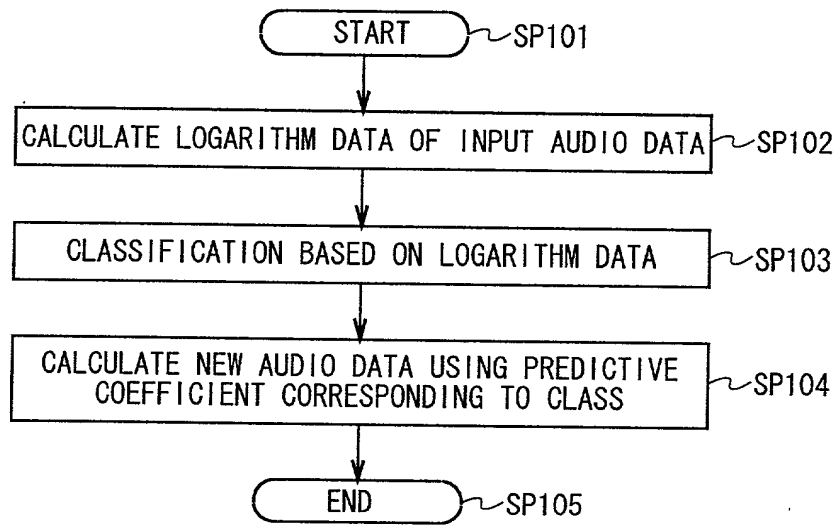 START SP101
CALCULATE LOGARITHM DATA OF INPUT AUDIO DATA SP102
CLASSIFICATION BASED ON LOGARITHM DATA SP103
CALCULATE NEW AUDIO DATA USING PREDICTIVE
COEFFICIENT CORRESPONDING TO CLASS SP104
END SP105